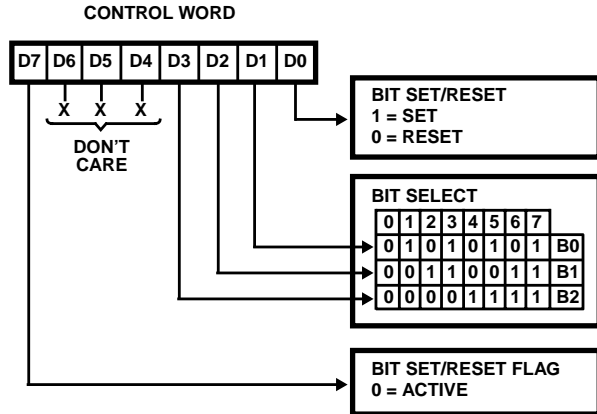 CONTROL WORD
D7 D6 D5 D4 D3 D2 D1 D0
X X X
DON'T
CARE
BIT SET/RESET
1 = SET
0 = RESET
BIT SELECT
0 1 2 3 4 5 6 7
0 1 0 1 0 1 0 1 B0
0 0 1 1 0 0 1 1 B1
0 0 0 0 1 1 1 1 B2
BIT SET/RESET FLAG
0 = ACTIVE